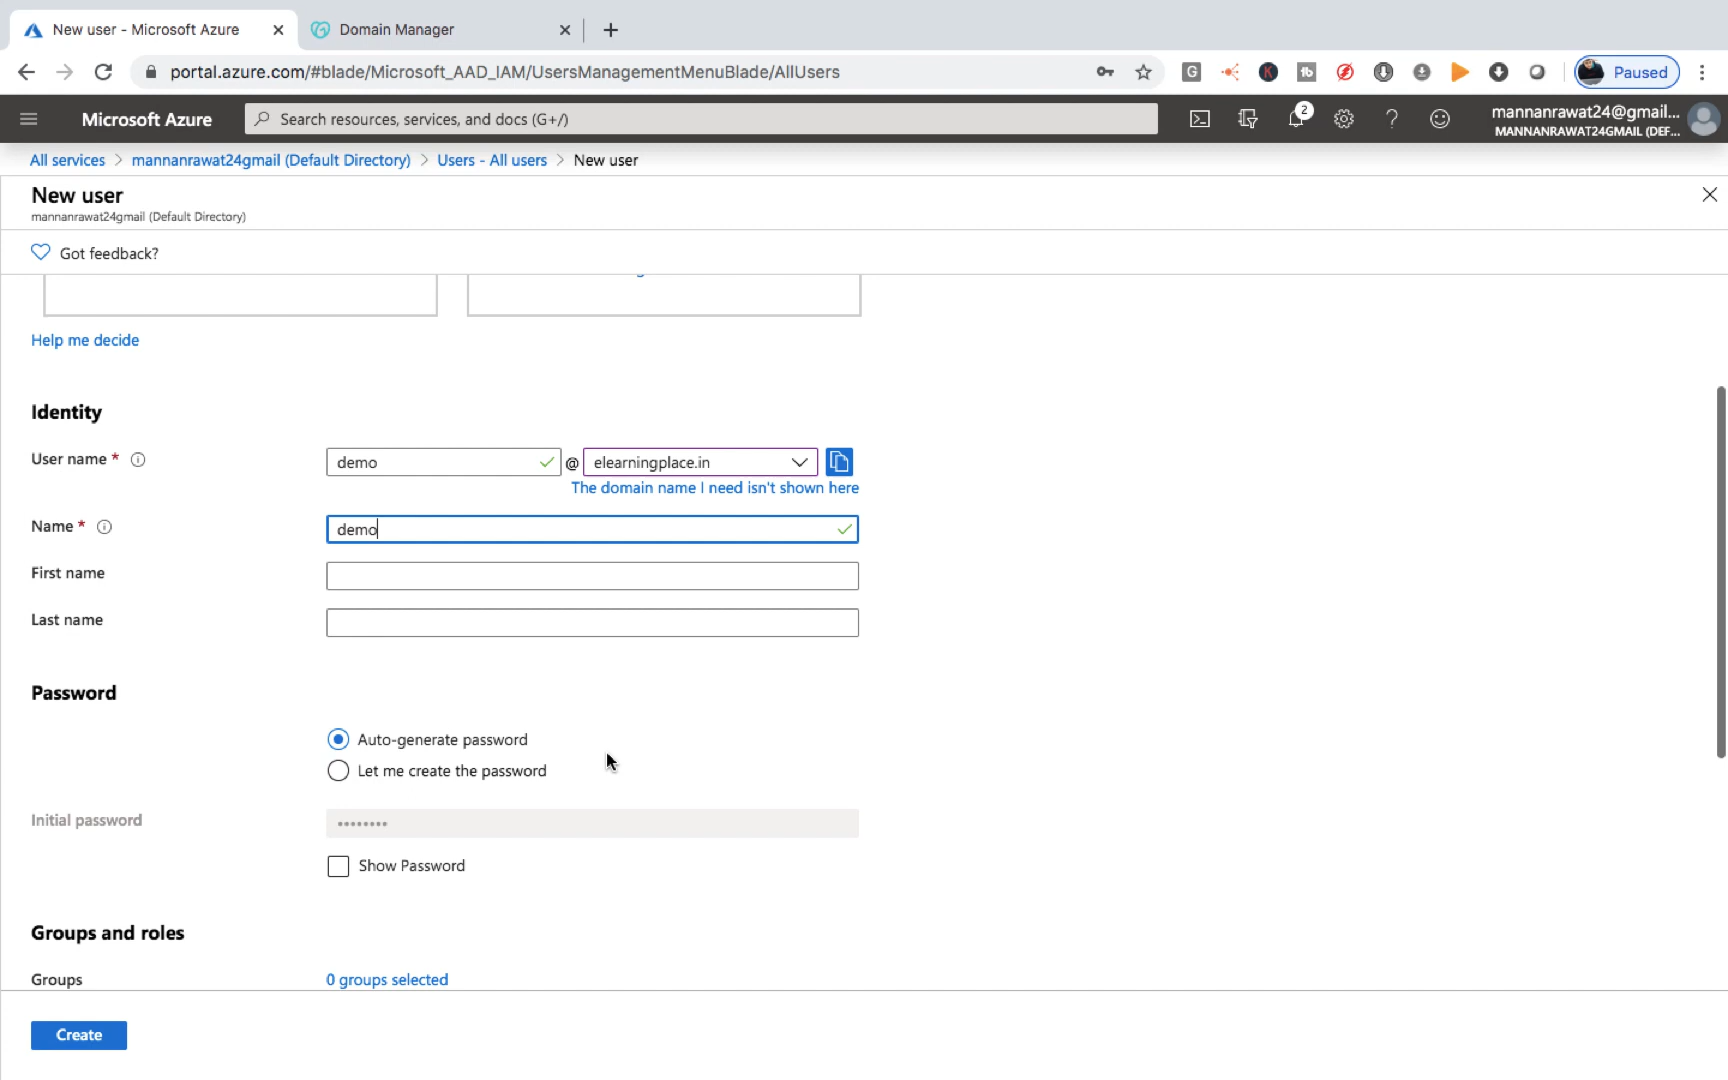 New user - Microsoft Azure
Domain Manager
portal.azure.com/#blade/Microsoft_AAD_IAM/UsersManagementMenuBlade/AllUsers
G
K
tb
Paused
Microsoft Azure
Search resources, services, and docs (G+/)
2
mannanrawat24@gmail...
MANNANRAWAT24GMAIL (DEF...
All services > mannanrawat24gmail (Default Directory) > Users - All users > New user
New user
mannanrawat24gmail (Default Directory)
Got feedback?
Help me decide
Identity
User name *
demo @ elearningplace.in
The domain name I need isn't shown here
Name *
demo
First name
Last name
Password
Auto-generate password
Let me create the password
Initial password
••••••••
Show Password
Groups and roles
Groups
0 groups selected
Create